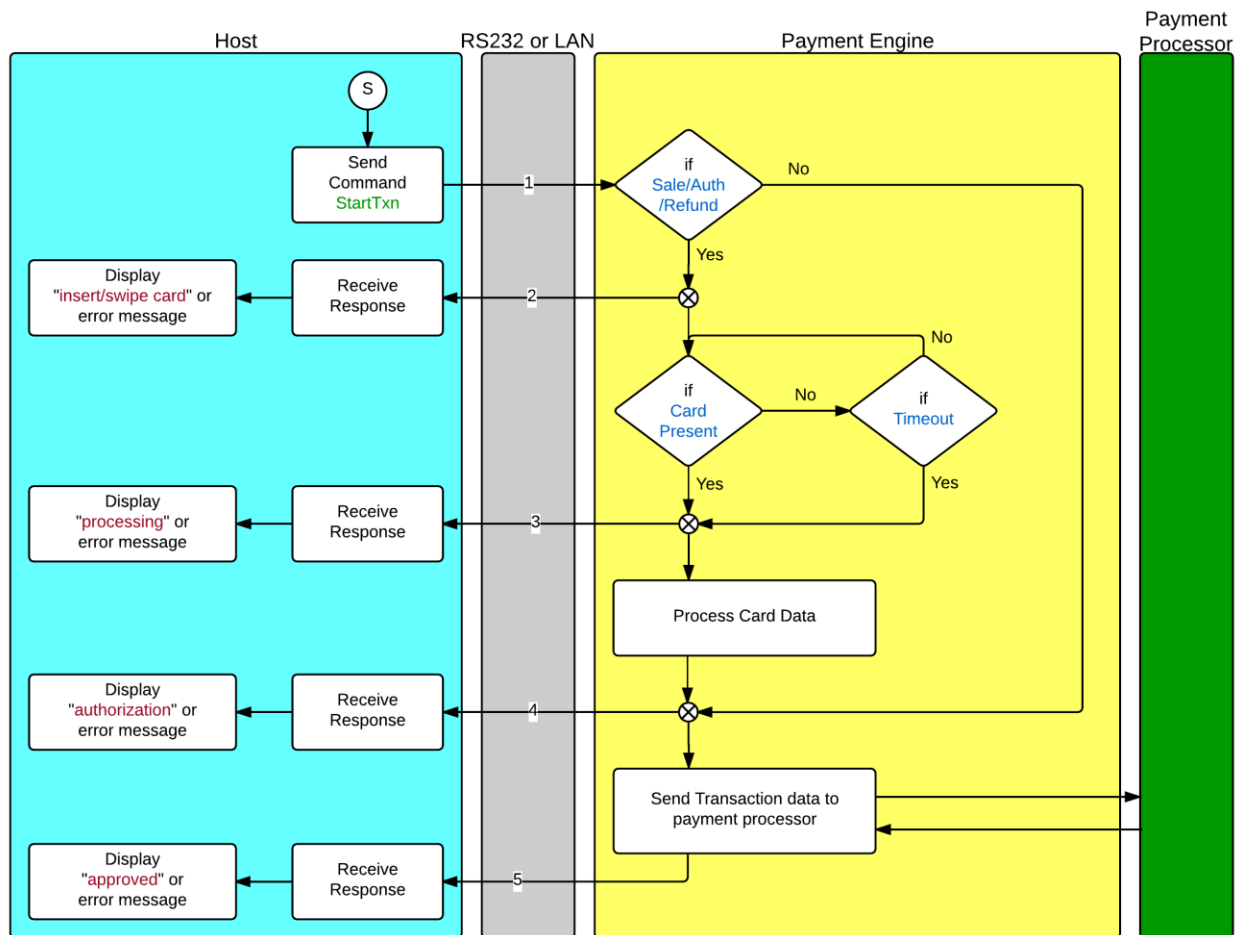 Host
RS232 or LAN
Payment Engine
Payment
Processor
S
Send
Command
StartTxn
1
if
Sale/Auth
/Refund
No
Yes
Display
"insert/swipe card" or
error message
Receive
Response
2
No
if
Card
Present
No
if
Timeout
Yes
Yes
Display
"processing" or
error message
Receive
Response
3
Process Card Data
Display
"authorization" or
error message
Receive
Response
4
Send Transaction data to
payment processor
Display
"approved" or
error message
Receive
Response
5